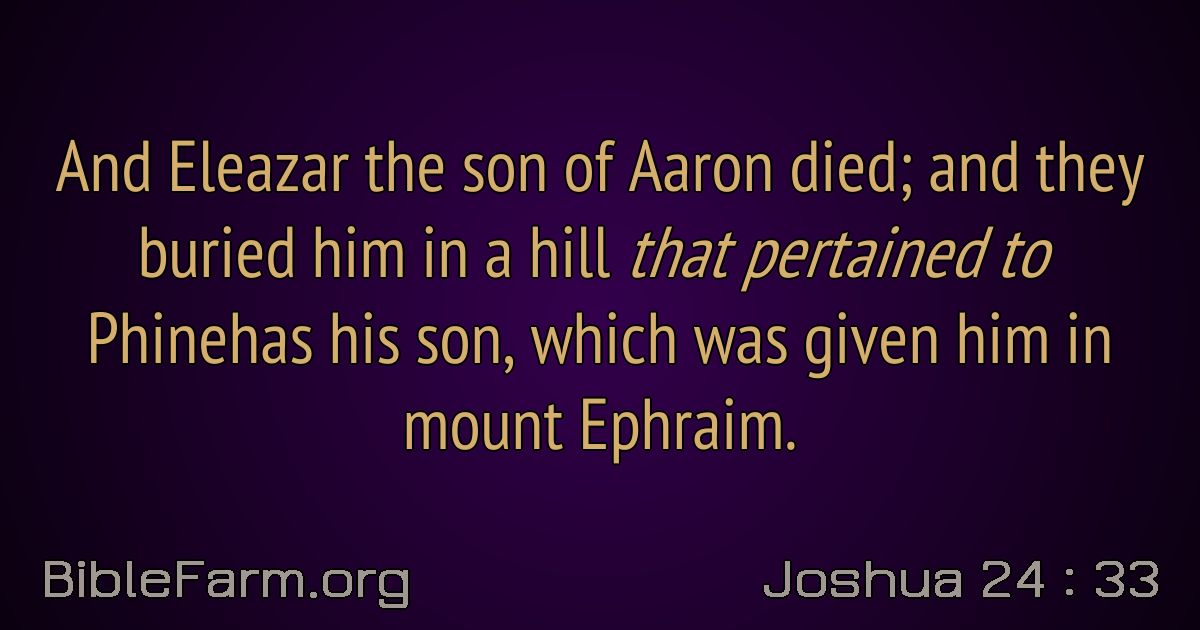 And Eleazar the son of Aaron died; and they
buried him in a hill that pertained to
Phinehas his son, which was given him in
mount Ephraim.
BibleFarm.org
Joshua 24 : 33